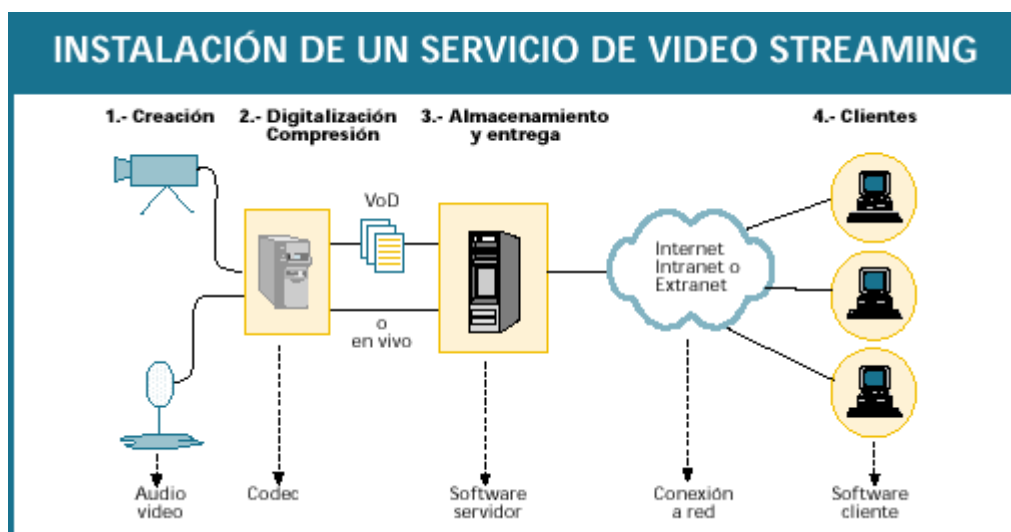 INSTALACIÓN DE UN SERVICIO DE VIDEO STREAMING
1.- Creación
2.- Digitalización
Compresión
3.- Almacenamiento
y entrega
4.- Clientes
VoD
o
en vivo
Internet
Intranet o
Extranet
Audio
video
Codec
Software
servidor
Conexión
a red
Software
cliente